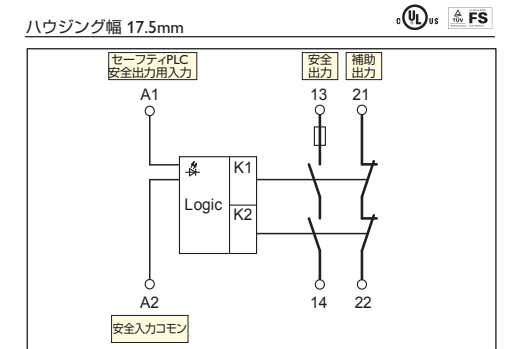 ハウジング幅 17.5mm
c UL US
TÜV FS
セーフティPLC
安全出力用入力
安全
出力
補助
出力
A1
13
21
K1
Logic
K2
A2
14
22
安全入力コモン